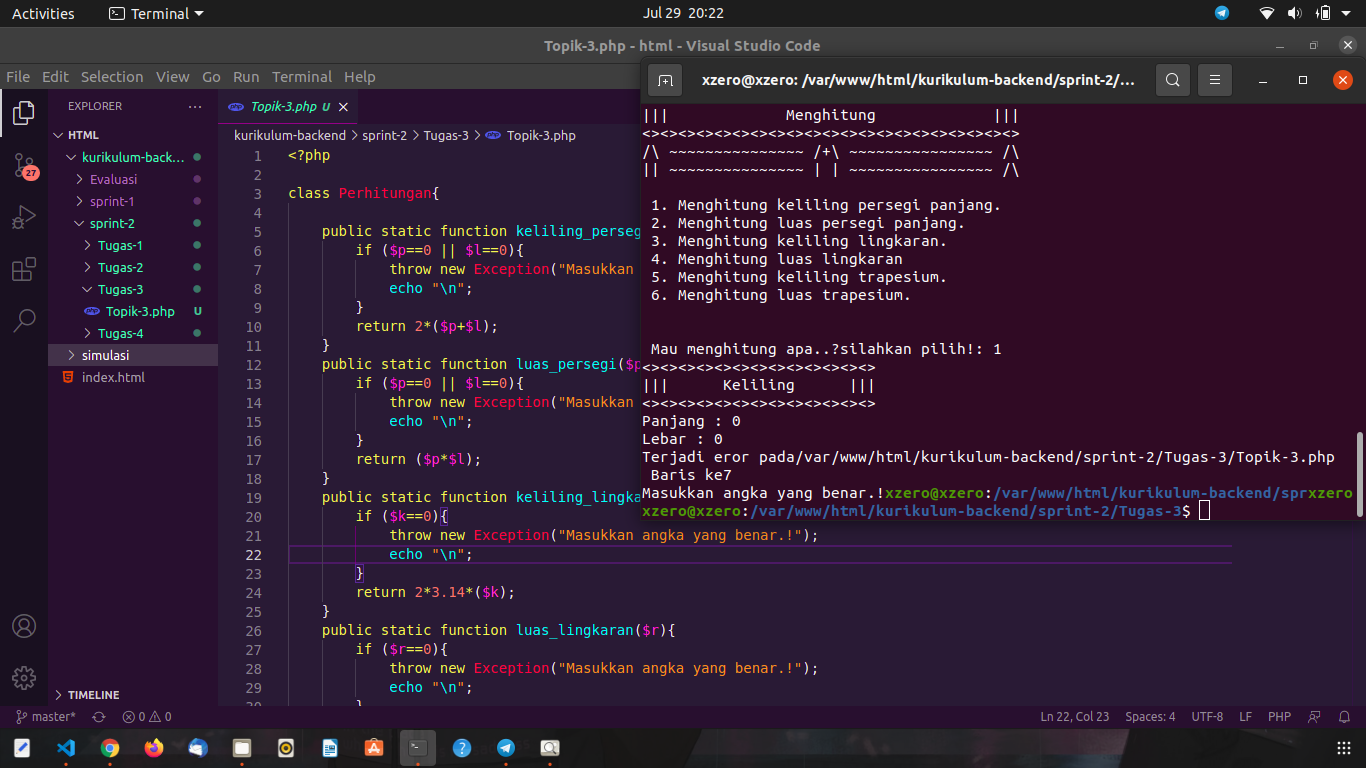 Activities
Terminal
Jul 29 20:22
Topik-3.php - html - Visual Studio Code
File Edit Selection View Go Run Terminal Help
EXPLORER
HTML
kurikulum-back...
Evaluasi
sprint-1
sprint-2
Tugas-1
Tugas-2
Tugas-3
Topik-3.php U
Tugas-4
simulasi
index.html
TIMELINE
27
Topik-3.php U
kurikulum-backend > sprint-2 > Tugas-3 > Topik-3.php
1 <?php
2
3 class Perhitungan{
4
5 public static function keliling_perseg
6 if ($p==0 || $l==0){
7 throw new Exception("Masukkan
8 echo "\n";
9 }
10 return 2*($p+$l);
11 }
12 public static function luas_persegi($p
13 if ($p==0 || $l==0){
14 throw new Exception("Masukkan
15 echo "\n";
16 }
17 return ($p*$l);
18 }
19 public static function keliling_lingka
20 if ($k==0){
21 throw new Exception("Masukkan angka yang benar.!");
22 echo "\n";
23 }
24 return 2*3.14*($k);
25 }
26 public static function luas_lingkaran($r){
27 if ($r==0){
28 throw new Exception("Masukkan angka yang benar.!");
29 echo "\n";
xzero@xzero: /var/www/html/kurikulum-backend/sprint-2/...
||| Menghitung |||
<><><><><><><><><><><><><><><><><><><><><>
/\ ~~~~~~~~~~~~~~~ /+\ ~~~~~~~~~~~~~~~~ /\
|| ~~~~~~~~~~~~~~~ | | ~~~~~~~~~~~~~~~~ /\
1. Menghitung keliling persegi panjang.
2. Menghitung luas persegi panjang.
3. Menghitung keliling lingkaran.
4. Menghitung luas lingkaran
5. Menghitung keliling trapesium.
6. Menghitung luas trapesium.
Mau menghitung apa..?silahkan pilih!: 1
<><><><><><><><><><><><><>
||| Keliling |||
<><><><><><><><><><><><><>
Panjang : 0
Lebar : 0
Terjadi eror pada/var/www/html/kurikulum-backend/sprint-2/Tugas-3/Topik-3.php
Baris ke7
Masukkan angka yang benar.!xzero@xzero:/var/www/html/kurikulum-backend/sprxzero
xzero@xzero:/var/www/html/kurikulum-backend/sprint-2/Tugas-3$
master* 0 0
Ln 22, Col 23 Spaces: 4 UTF-8 LF PHP